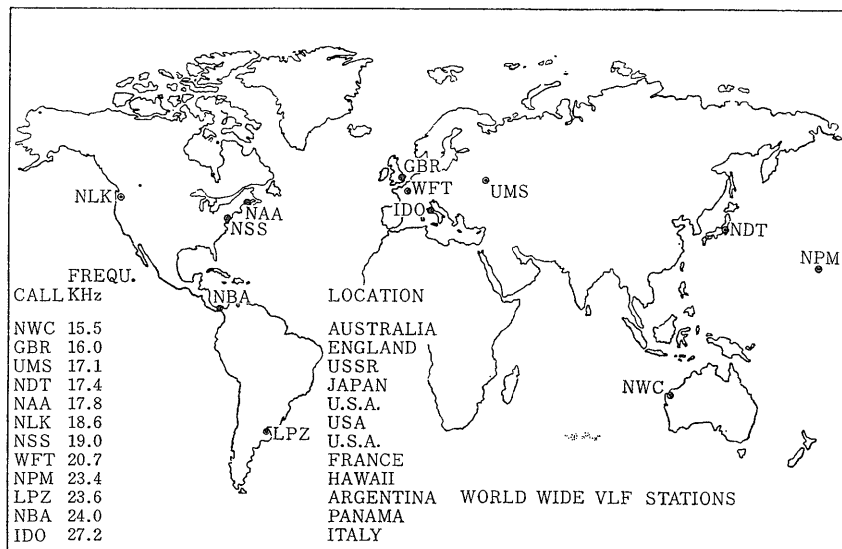 GBR
WFT
UMS
IDO
NLK
NAA
NSS
NDT
NPM
NBA
NWC
LPZ
FREQU.
CALL KHz LOCATION
NWC 15.5 AUSTRALIA
GBR 16.0 ENGLAND
UMS 17.1 USSR
NDT 17.4 JAPAN
NAA 17.8 U.S.A.
NLK 18.6 USA
NSS 19.0 U.S.A.
WFT 20.7 FRANCE
NPM 23.4 HAWAII
LPZ 23.6 ARGENTINA WORLD WIDE VLF STATIONS
NBA 24.0 PANAMA
IDO 27.2 ITALY